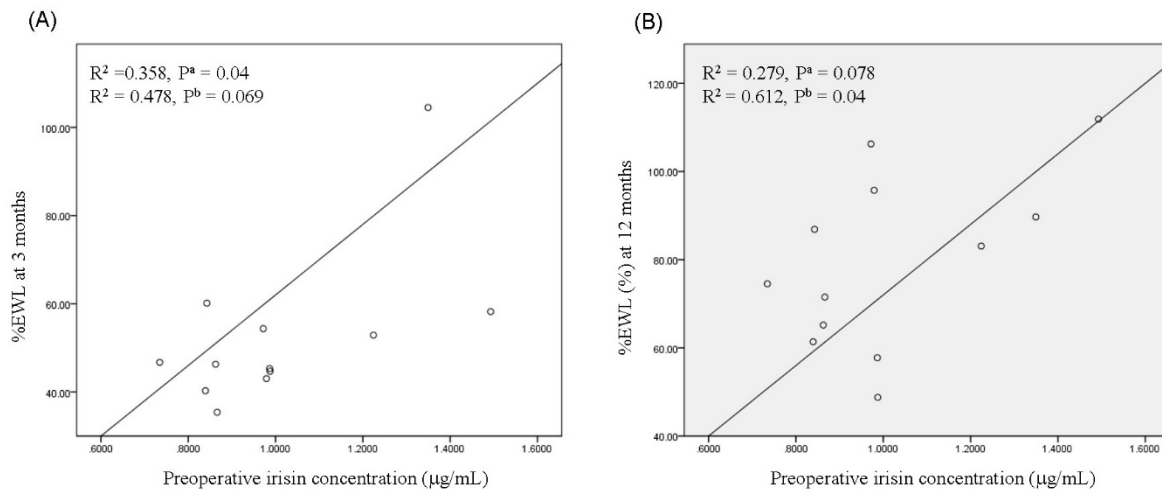 (A)
R² =0.358, Pᵃ = 0.04
R² = 0.478, Pᵇ = 0.069
%EWL at 3 months
100.00
80.00
60.00
40.00
.6000 .8000 1.0000 1.2000 1.4000 1.6000
Preoperative irisin concentration (µg/mL)
(B)
R² = 0.279, Pᵃ = 0.078
R² = 0.612, Pᵇ = 0.04
%EWL (%) at 12 months
120.00
100.00
80.00
60.00
40.00
.6000 .8000 1.0000 1.2000 1.4000 1.6000
Preoperative irisin concentration (µg/mL)